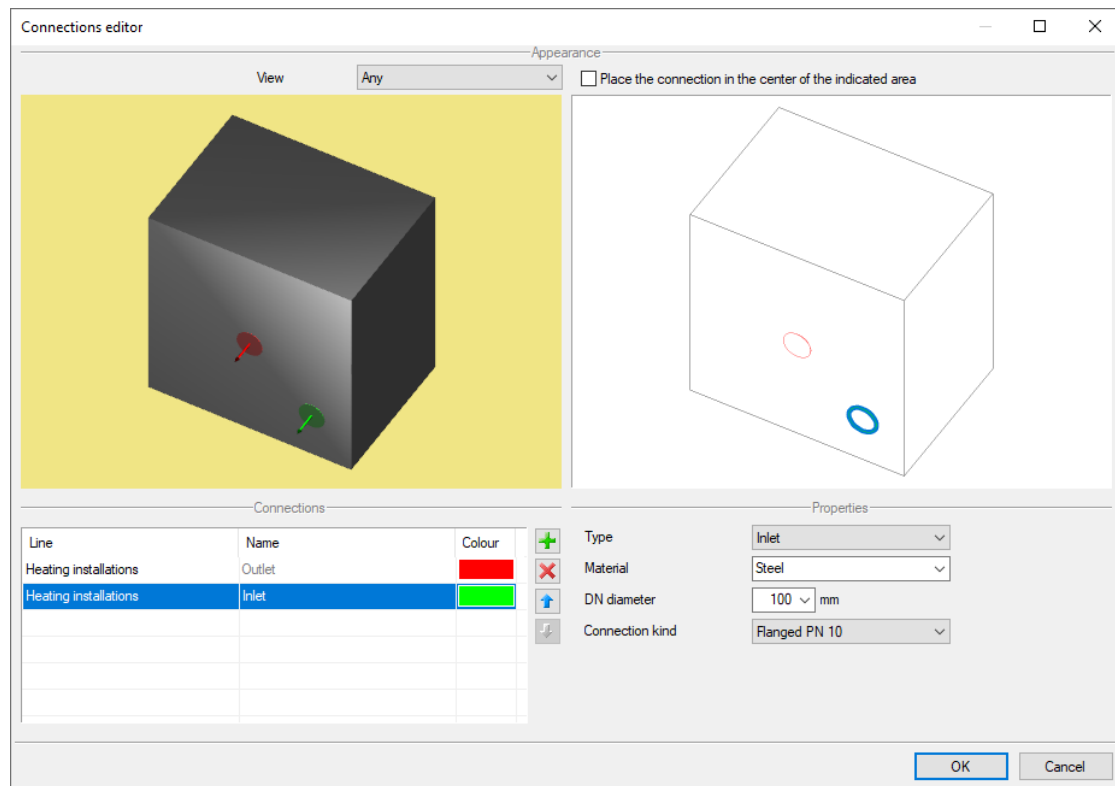 Connections editor
Appearance
View Any Place the connection in the center of the indicated area
Connections
Properties
Line Name Colour
Heating installations Outlet
Heating installations Inlet
Type Inlet
Material Steel
DN diameter 100 mm
Connection kind Flanged PN 10
OK Cancel